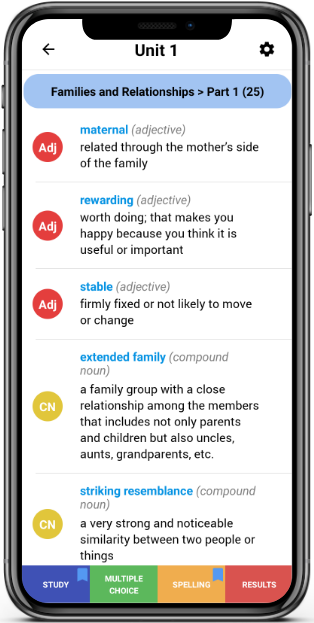 Unit 1
Families and Relationships > Part 1 (25)
maternal (adjective)
Adj
related through the mother's side
of the family
rewarding (adjective)
Adj
worth doing; that makes you
happy because you think it is
useful or important
stable (adjective)
Adj
firmly fixed or not likely to move
or change
extended family (compound
noun)
CN
a family group with a close
relationship among the members
that includes not only parents
and children but also uncles,
aunts, grandparents, etc.
striking resemblance (compound
noun)
CN
a very strong and noticeable
similarity between two people or
things
STUDY
MULTIPLE
CHOICE
SPELLING
RESULTS